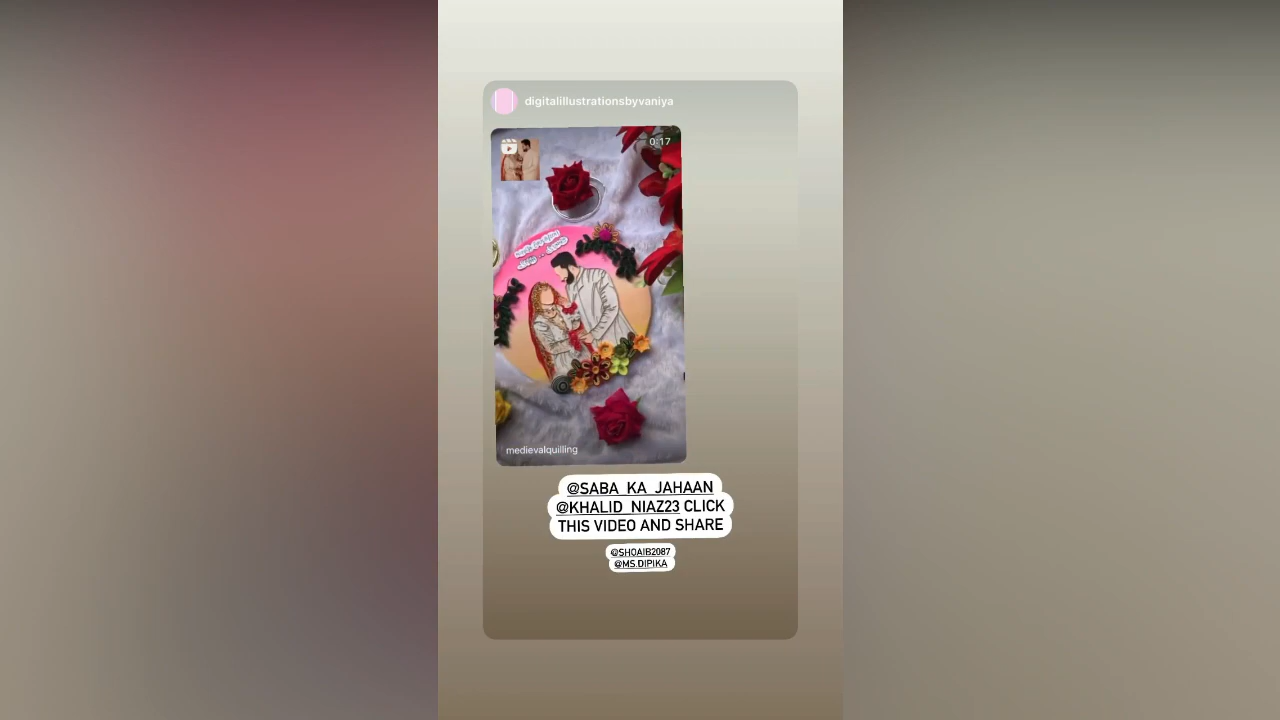 digitalillustrationsbyvaniya
0:17
medievalquilling
@SABA_KA_JAHAAN
@KHALID_NIAZ23 CLICK
THIS VIDEO AND SHARE
@SHOAIB2087
@MS.DIPIKA